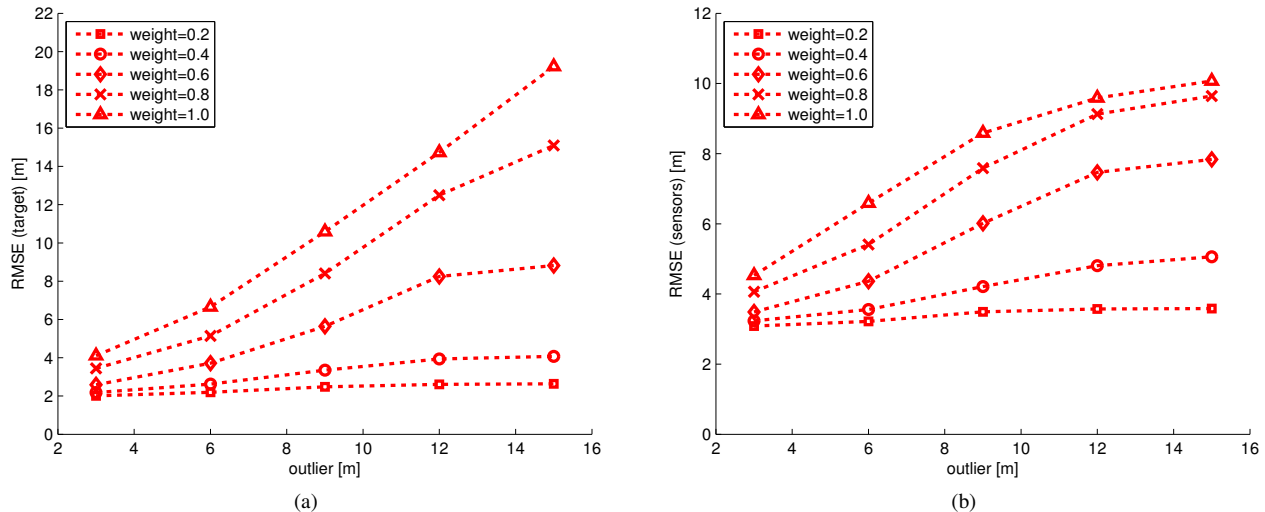 22
20
18
16
14
12
10
8
6
4
2
0
RMSE (target) [m]
weight=0.2
weight=0.4
weight=0.6
weight=0.8
weight=1.0
2 4 6 8 10 12 14 16
outlier [m]
(a)
12
10
8
6
4
2
0
RMSE (sensors) [m]
weight=0.2
weight=0.4
weight=0.6
weight=0.8
weight=1.0
2 4 6 8 10 12 14 16
outlier [m]
(b)